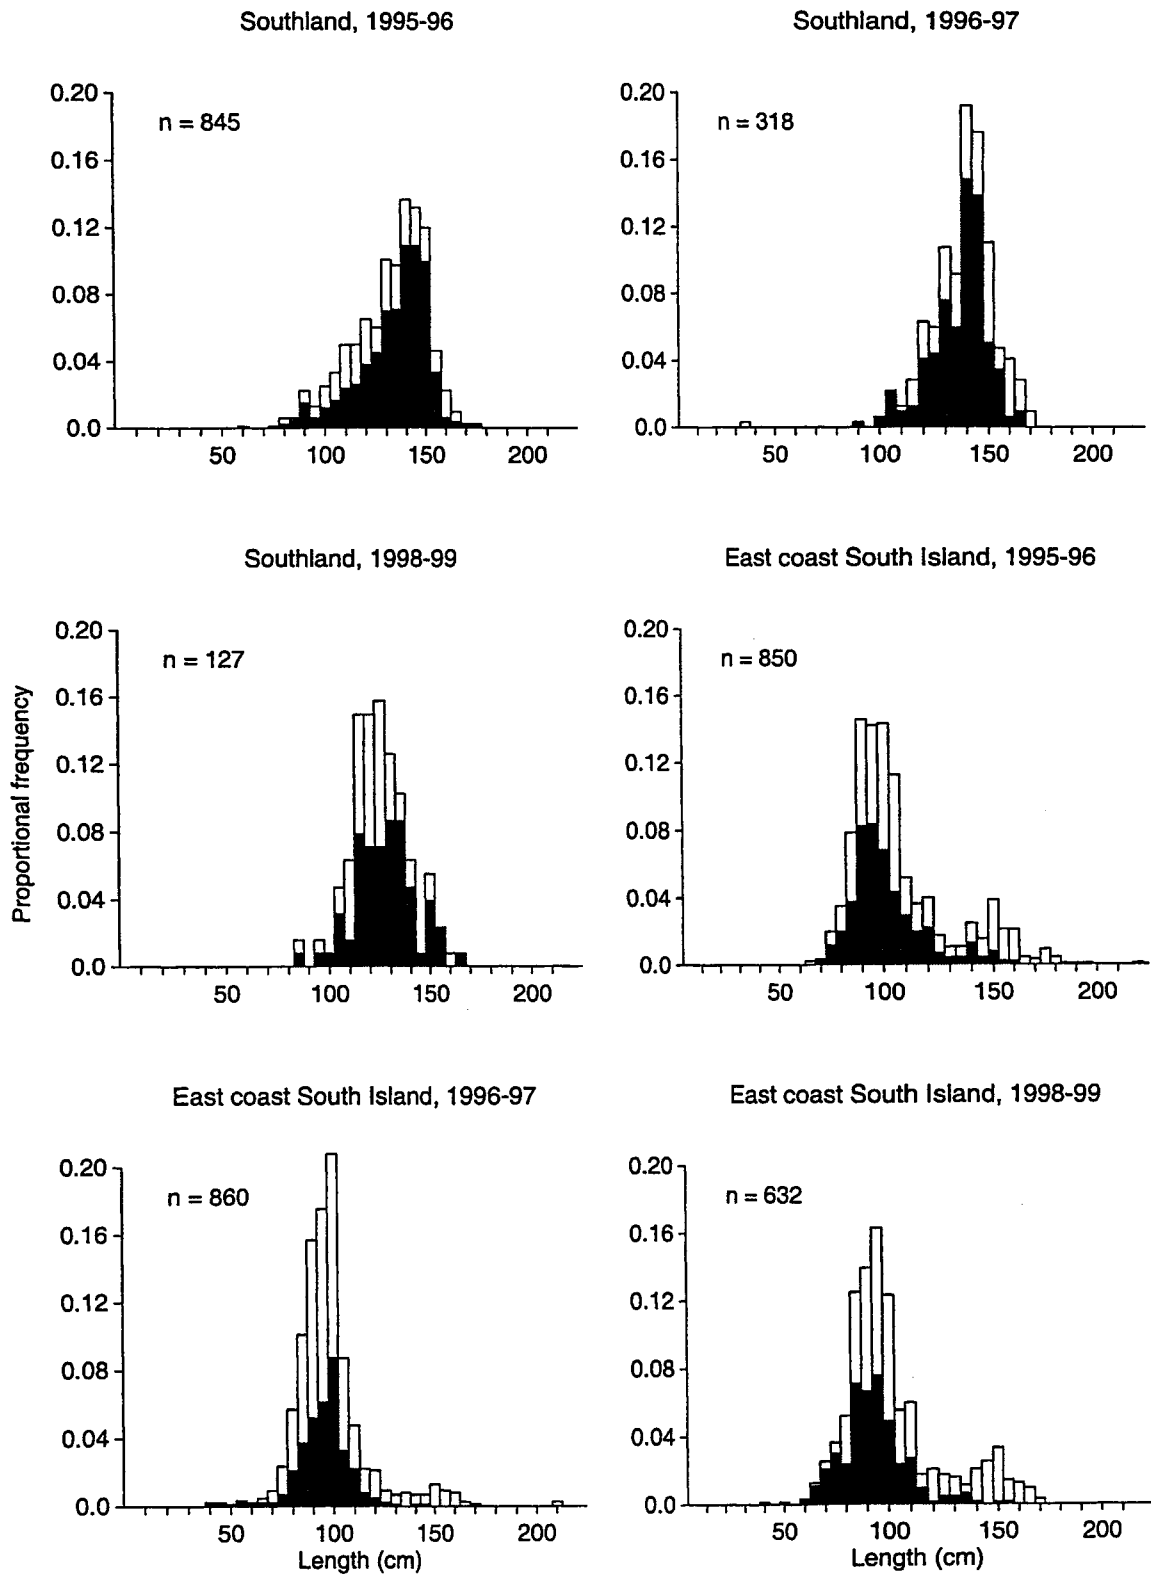 Southland, 1995-96
Southland, 1996-97
0.20
0.16
0.12
0.08
0.04
0.0
n = 845
50 100 150 200
0.20
0.16
0.12
0.08
0.04
0.0
n = 318
50 100 150 200
Southland, 1998-99
East coast South Island, 1995-96
Proportional frequency
0.20
0.16
0.12
0.08
0.04
0.0
n = 127
50 100 150 200
0.20
0.16
0.12
0.08
0.04
0.0
n = 850
50 100 150 200
East coast South Island, 1996-97
East coast South Island, 1998-99
0.20
0.16
0.12
0.08
0.04
0.0
n = 860
50 100 150 200
Length (cm)
0.20
0.16
0.12
0.08
0.04
0.0
n = 632
50 100 150 200
Length (cm)